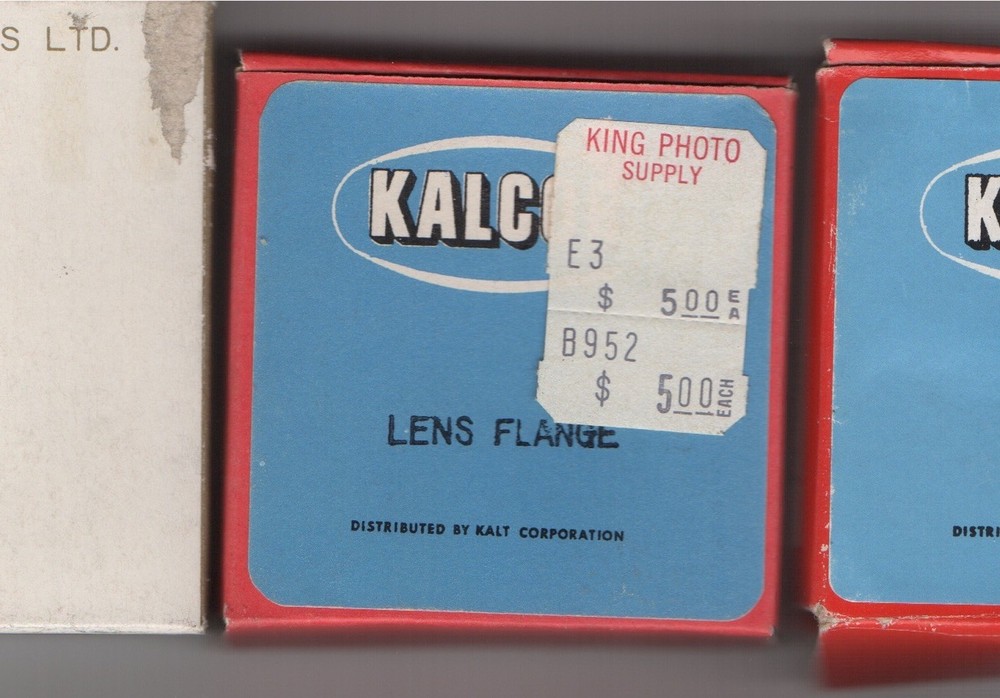 S LTD.
KALC
KING PHOTO
SUPPLY
E3
$ 5.00 EA
B952
$ 5.00 EACH
LENS FLANGE
DISTRIBUTED BY KALT CORPORATION
K
DISTRI